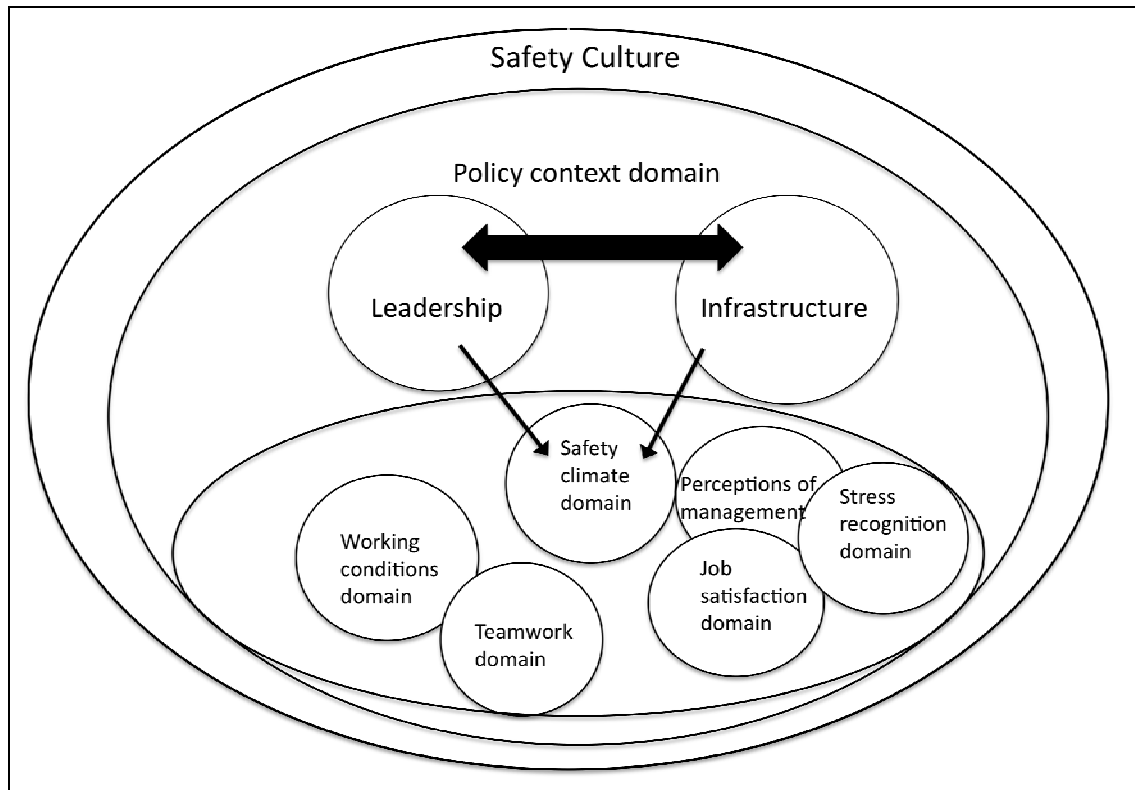 Safety Culture
Policy context domain
Leadership
Infrastructure
Safety
climate
domain
Perceptions of
management
Stress
recognition
domain
Working
conditions
domain
Job
satisfaction
domain
Teamwork
domain